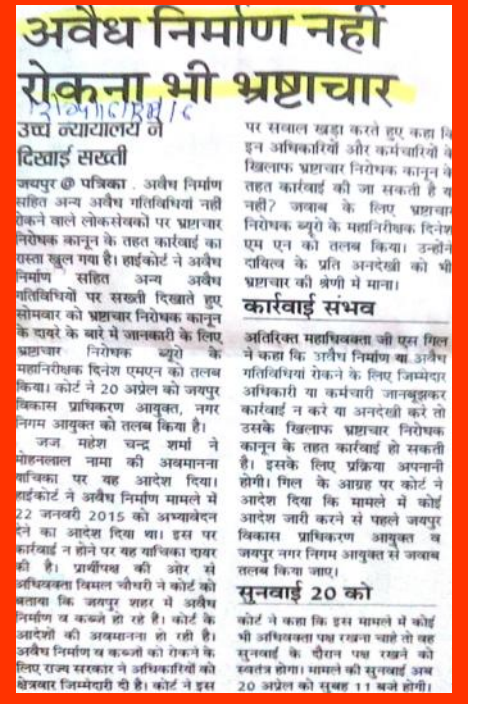 अवैध निर्माण नहीं
रोकना भी भ्रष्टाचार
उच्च न्यायालय ने
दिखाई सख्ती
जयपुर @ पत्रिका . अवैध निर्माण
सहित अन्य अवैध गतिविधियां नहीं
रोकने वाले लोकसेवकों पर भ्रष्टाचार
निरोधक कानून के तहत कार्रवाई का
रास्ता खुल गया है। हाईकोर्ट ने अवैध
निर्माण सहित अन्य अवैध
गतिविधियों पर सख्ती दिखाते हुए
सोमवार को भ्रष्टाचार निरोधक कानून
के दायरे के बारे में जानकारी के लिए
भ्रष्टाचार निरोधक ब्यूरो के
महानिरीक्षक दिनेश एमएन को तलब
किया। कोर्ट ने 20 अप्रेल को जयपुर
विकास प्राधिकरण आयुक्त, नगर
निगम आयुक्त को तलब किया है।
जज महेश चन्द्र शर्मा ने
मोहनलाल नामा की अवमानना
याचिका पर यह आदेश दिया।
हाईकोर्ट ने अवैध निर्माण मामले में
22 जनवरी 2015 को अभ्यावेदन
देने का आदेश दिया था। इस पर
कार्रवाई न होने पर यह याचिका दायर
की है। प्रार्थीपक्ष की ओर से
अधिवक्ता विमल चौधरी ने कोर्ट को
बताया कि जयपुर शहर में अवैध
निर्माण व कब्जे हो रहे है। कोर्ट के
आदेशों की अवमानना हो रही है।
अवैध निर्माण व कब्जों को रोकने के
लिए राज्य सरकार ने अधिकारियों को
क्षेत्रवार जिम्मेदारी दी है। कोर्ट ने इस
पर सवाल खड़ा करते हुए कहा कि
इन अधिकारियों और कर्मचारियों के
खिलाफ भ्रष्टाचार निरोधक कानून के
तहत कार्रवाई की जा सकती है य
नहीं? जवाब के लिए भ्रष्टाचार
निरोधक ब्यूरो के महानिरीक्षक दिनेश
एम एन को तलब किया। उन्होंने
दायित्व के प्रति अनदेखी को भी
भ्रष्टाचार की श्रेणी में माना।
कार्रवाई संभव
अतिरिक्त महाधिवक्ता जी एस गिल
ने कहा कि अवैध निर्माण या अवैध
गतिविधियां रोकने के लिए जिम्मेदार
अधिकारी या कर्मचारी जानबूझकर
कार्रवाई न करे या अनदेखी करे तो
उसके खिलाफ भ्रष्टाचार निरोधक
कानून के तहत कार्रवाई हो सकती
है। इसके लिए प्रक्रिया अपनानी
होगी। गिल के आग्रह पर कोर्ट ने
आदेश दिया कि मामले में कोई
आदेश जारी करने से पहले जयपुर
विकास प्राधिकरण आयुक्त व
जयपुर नगर निगम आयुक्त से जवाब
तलब किया जाए।
सुनवाई 20 को
कोर्ट ने कहा कि इस मामले में कोई
भी अधिवक्ता पक्ष रखना चाहे तो वह
सुनवाई के दौरान पक्ष रखने को
स्वतंत्र होगा। मामले की सुनवाई अब
20 अप्रेल को सुबह 11 बजे होगी।